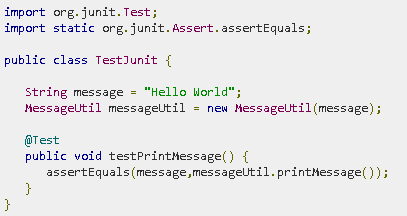 import org.junit.Test;
import static org.junit.Assert.assertEquals;

public class TestJunit {

   String message = "Hello World";
   MessageUtil messageUtil = new MessageUtil(message);

   @Test
   public void testPrintMessage() {
      assertEquals(message,messageUtil.printMessage());
   }
}